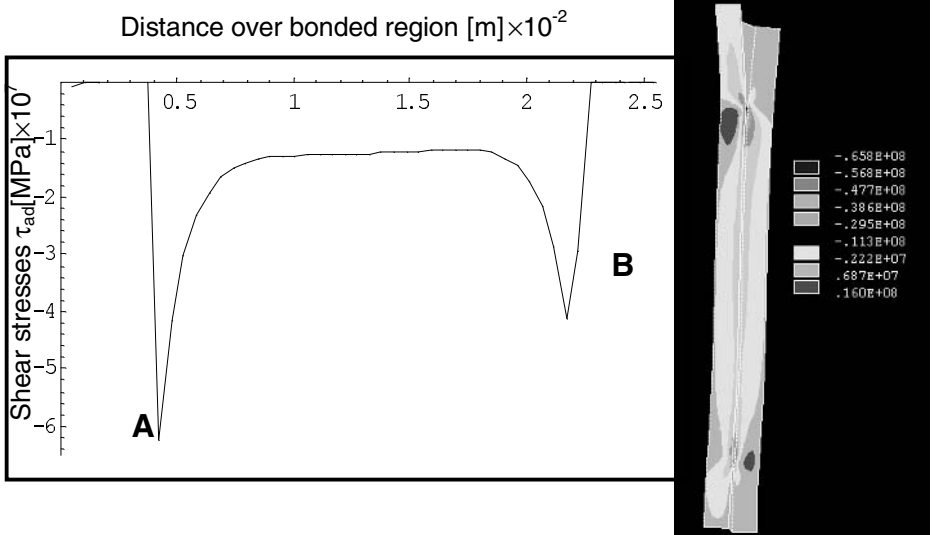 Distance over bonded region [m]×10⁻²
0.5 1 1.5 2 2.5
Shear stresses τad[MPa]×10⁷
-1
-2
-3
-4
-5
-6
A
B
-.658E+08
-.568E+08
-.477E+08
-.386E+08
-.295E+08
-.113E+08
-.222E+07
.687E+07
.160E+08